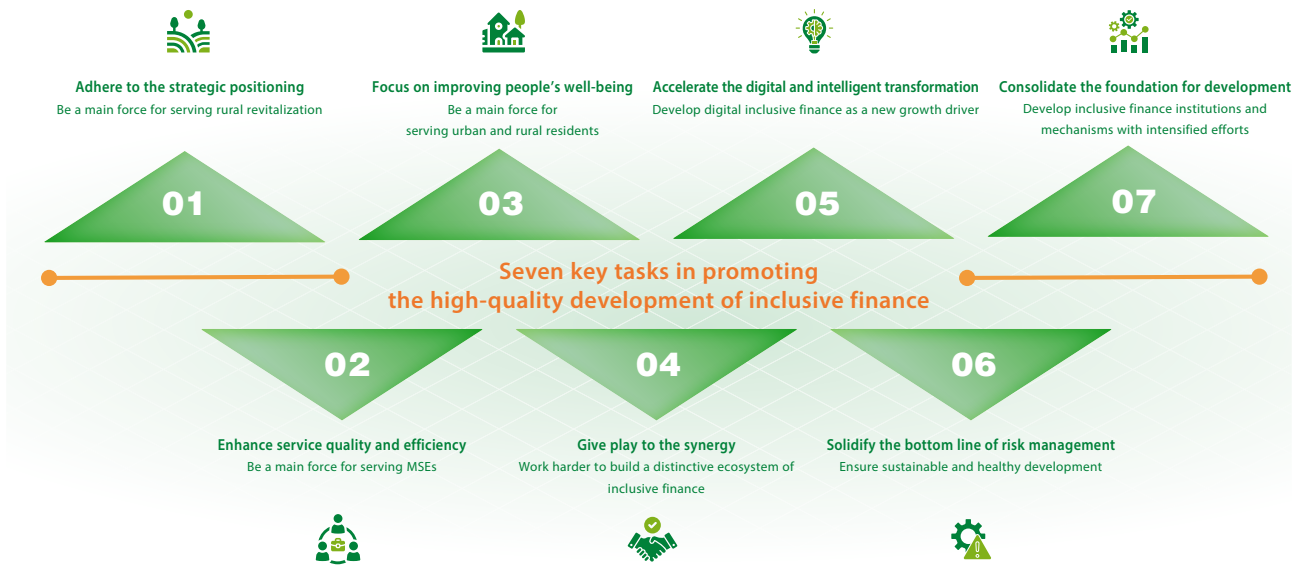 Adhere to the strategic positioning
Be a main force for serving rural revitalization
01
Focus on improving people's well-being
Be a main force for
serving urban and rural residents
03
Accelerate the digital and intelligent transformation
Develop digital inclusive finance as a new growth driver
05
Consolidate the foundation for development
Develop inclusive finance institutions and
mechanisms with intensified efforts
07
Seven key tasks in promoting
the high-quality development of inclusive finance
02
Enhance service quality and efficiency
Be a main force for serving MSEs
04
Give play to the synergy
Work harder to build a distinctive ecosystem of
inclusive finance
06
Solidify the bottom line of risk management
Ensure sustainable and healthy development